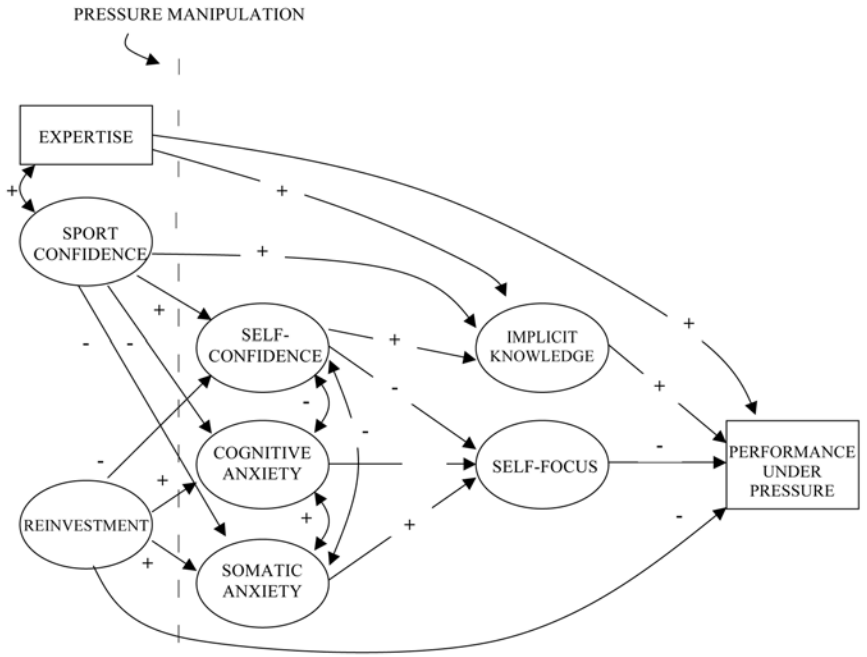 PRESSURE MANIPULATION
EXPERTISE
+
+
SPORT
CONFIDENCE
+
+
-
-
SELF-
CONFIDENCE
+
-
IMPLICIT
KNOWLEDGE
+
+
-
-
-
COGNITIVE
ANXIETY
SELF-FOCUS
-
PERFORMANCE
UNDER
PRESSURE
+
REINVESTMENT
+
+
-
+
SOMATIC
ANXIETY